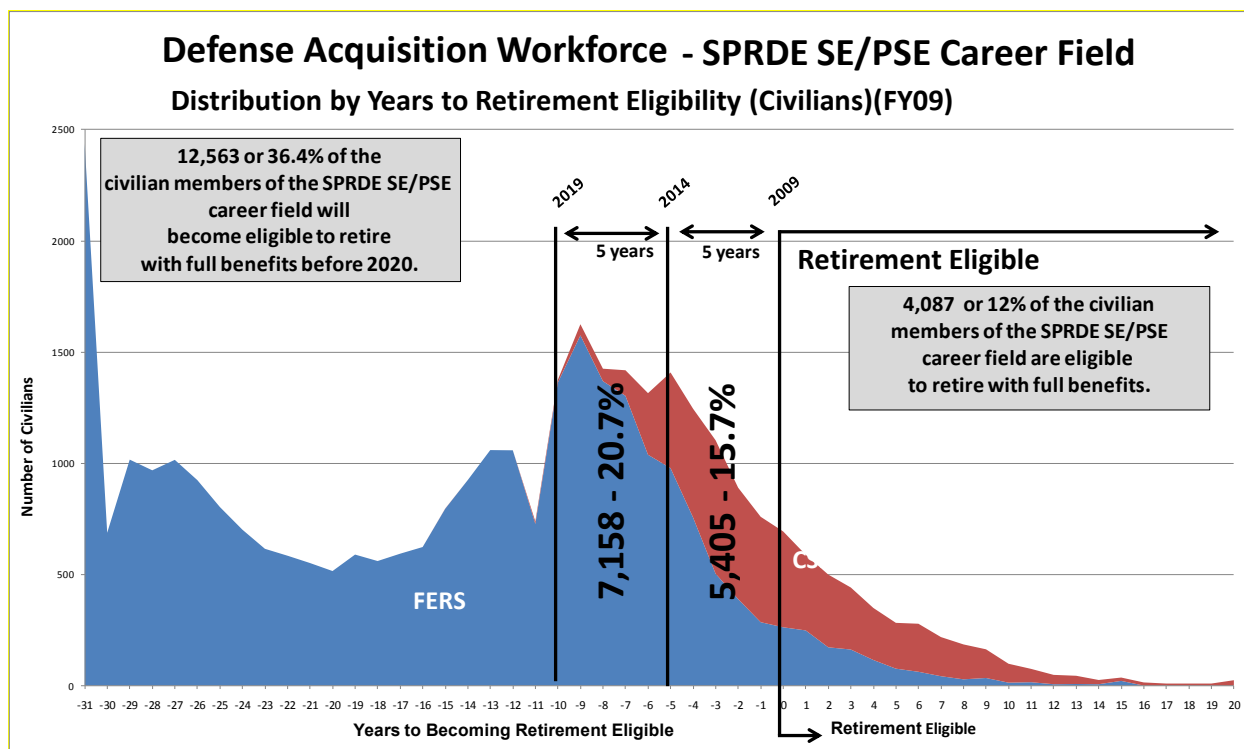 Defense Acquisition Workforce - SPRDE SE/PSE Career Field
Distribution by Years to Retirement Eligibility (Civilians)(FY09)
2500
2000
1500
1000
500
0
Number of Civilians
12,563 or 36.4% of the
civilian members of the SPRDE SE/PSE
career field will
become eligible to retire
with full benefits before 2020.
2019
2014
2009
5 years
5 years
Retirement Eligible
4,087 or 12% of the civilian
members of the SPRDE SE/PSE
career field are eligible
to retire with full benefits.
7,158 - 20.7%
5,405 - 15.7%
FERS
CS
-31 -30 -29 -28 -27 -26 -25 -24 -23 -22 -21 -20 -19 -18 -17 -16 -15 -14 -13 -12 -11 -10 -9 -8 -7 -6 -5 -4 -3 -2 -1 0 1 2 3 4 5 6 7 8 9 10 11 12 13 14 15 16 17 18 19 20
Years to Becoming Retirement Eligible
Retirement Eligible